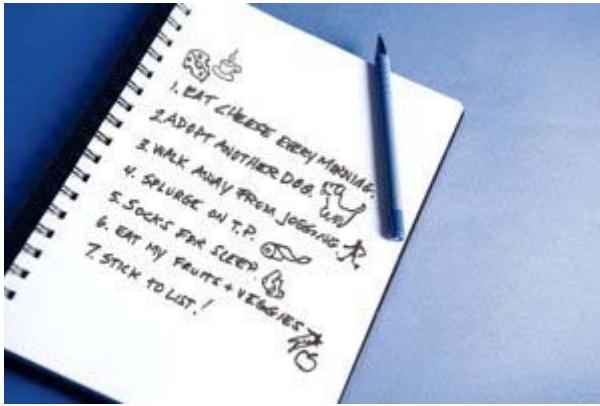 1. EAT CHEESE EVERY MORNING.
2. ADOPT ANOTHER DOG.
3. WALK AWAY FROM JOGGING.
4. SPLURGE ON T.P.
5. SOCKS FOR SLEEP.
6. EAT MY FRUITS + VEGGIES
7. STICK TO LIST!